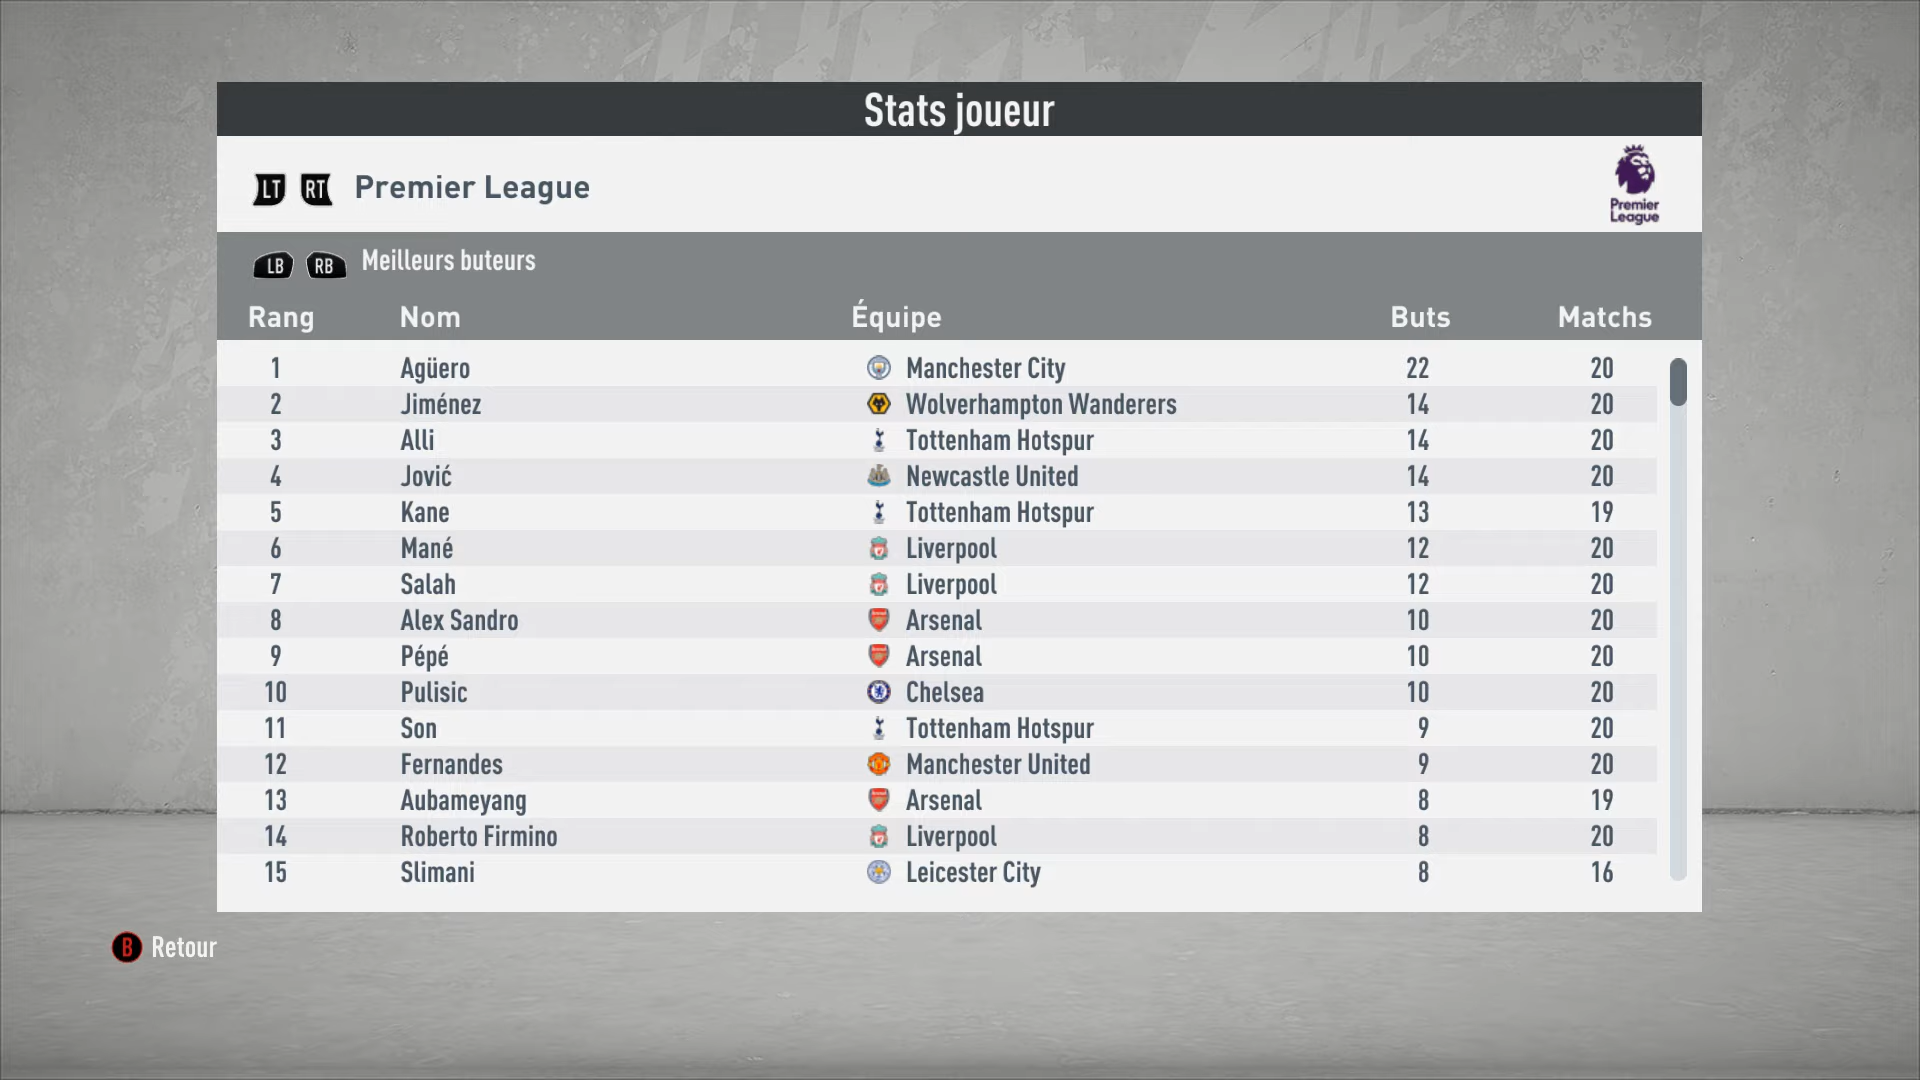 Stats joueur
LT RT Premier League
Premier League
LB RB Meilleurs buteurs
Rang Nom Équipe Buts Matchs
1 Agüero Manchester City 22 20
2 Jiménez Wolverhampton Wanderers 14 20
3 Alli Tottenham Hotspur 14 20
4 Jović Newcastle United 14 20
5 Kane Tottenham Hotspur 13 19
6 Mané Liverpool 12 20
7 Salah Liverpool 12 20
8 Alex Sandro Arsenal 10 20
9 Pépé Arsenal 10 20
10 Pulisic Chelsea 10 20
11 Son Tottenham Hotspur 9 20
12 Fernandes Manchester United 9 20
13 Aubameyang Arsenal 8 19
14 Roberto Firmino Liverpool 8 20
15 Slimani Leicester City 8 16
B Retour